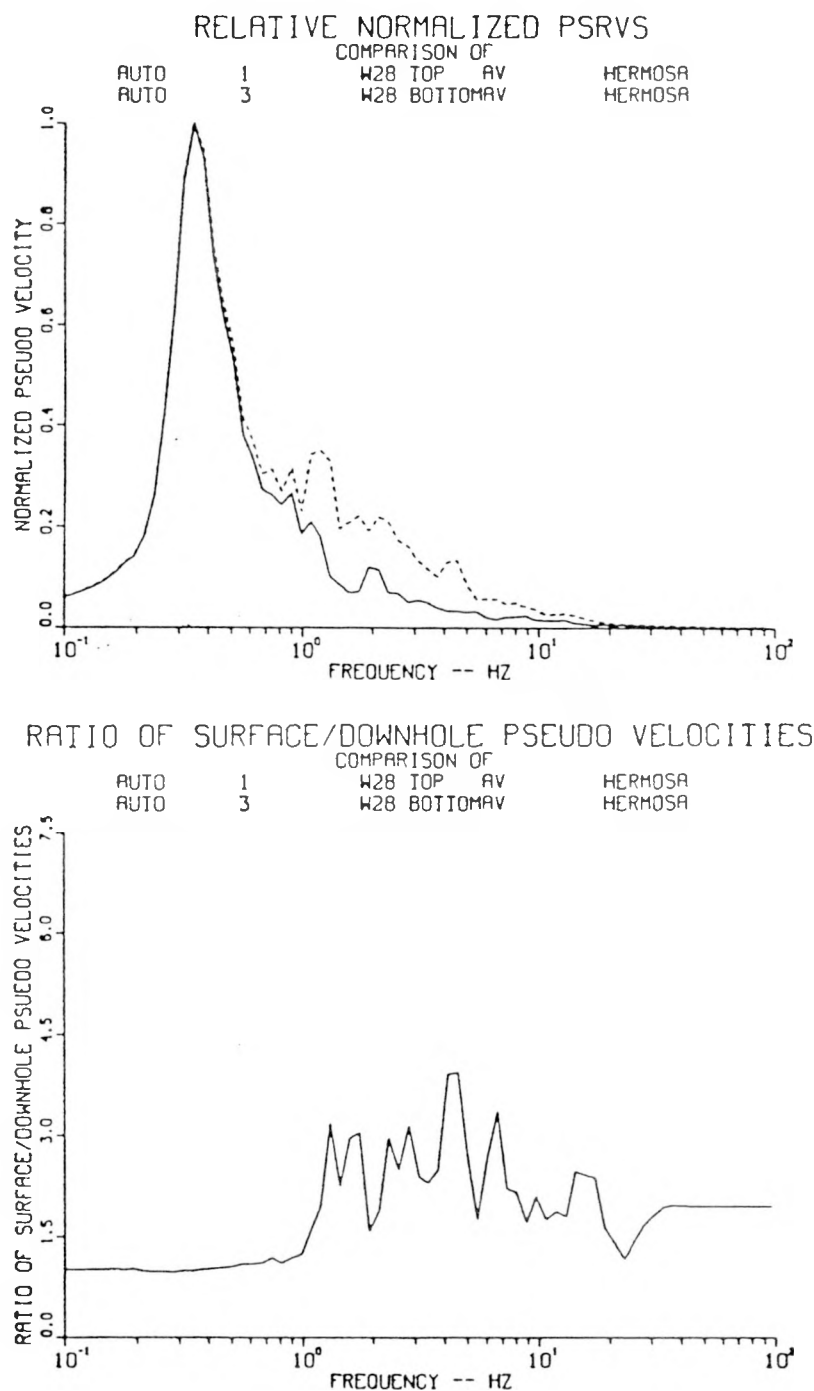 RELATIVE NORMALIZED PSRVS
COMPARISON OF
AUTO 1 W28 TOP AV HERMOSA
AUTO 3 W28 BOTTOMAV HERMOSA
NORMALIZED PSEUDO VELOCITY
1.0
0.8
0.6
0.4
0.2
0.0
10⁻¹ 10⁰ 10¹ 10²
FREQUENCY -- HZ
RATIO OF SURFACE/DOWNHOLE PSEUDO VELOCITIES
COMPARISON OF
AUTO 1 W28 TOP AV HERMOSA
AUTO 3 W28 BOTTOMAV HERMOSA
RATIO OF SURFACE/DOWNHOLE PSUEDO VELOCITIES
7.5
6.0
4.5
3.0
1.5
0.0
10⁻¹ 10⁰ 10¹ 10²
FREQUENCY -- HZ